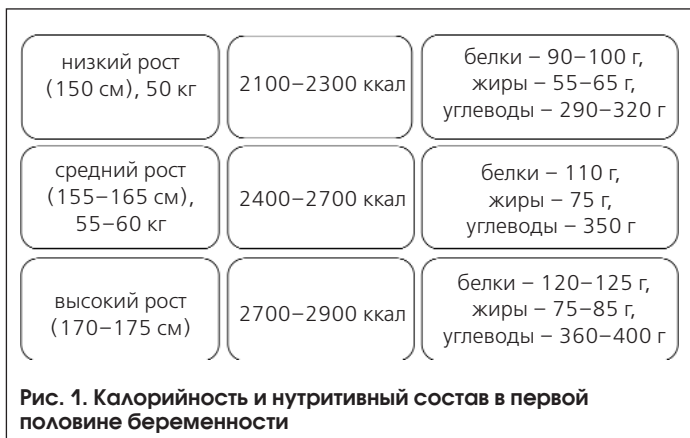 низкий рост
(150 см), 50 кг
2100–2300 ккал
белки – 90–100 г,
жиры – 55–65 г,
углеводы – 290–320 г
средний рост
(155–165 см),
55–60 кг
2400–2700 ккал
белки – 110 г,
жиры – 75 г,
углеводы – 350 г
высокий рост
(170–175 см)
2700–2900 ккал
белки – 120–125 г,
жиры – 75–85 г,
углеводы – 360–400 г
Рис. 1. Калорийность и нутритивный состав в первой
половине беременности